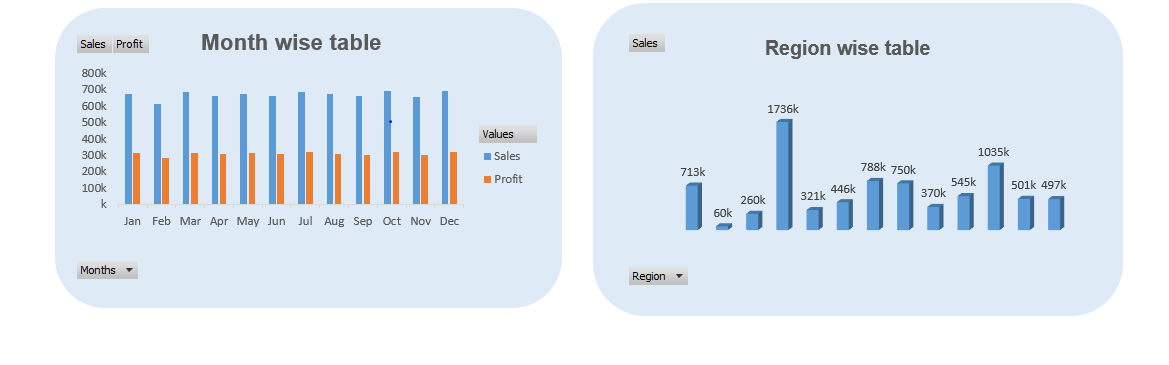 Sales Profit
Month wise table
800k
700k
600k
500k
400k
300k
200k
100k
k
Jan Feb Mar Apr May Jun Jul Aug Sep Oct Nov Dec
Values
Sales
Profit
Months
Sales
Region wise table
713k 60k 260k 1736k 321k 446k 788k 750k 370k 545k 1035k 501k 497k
Region